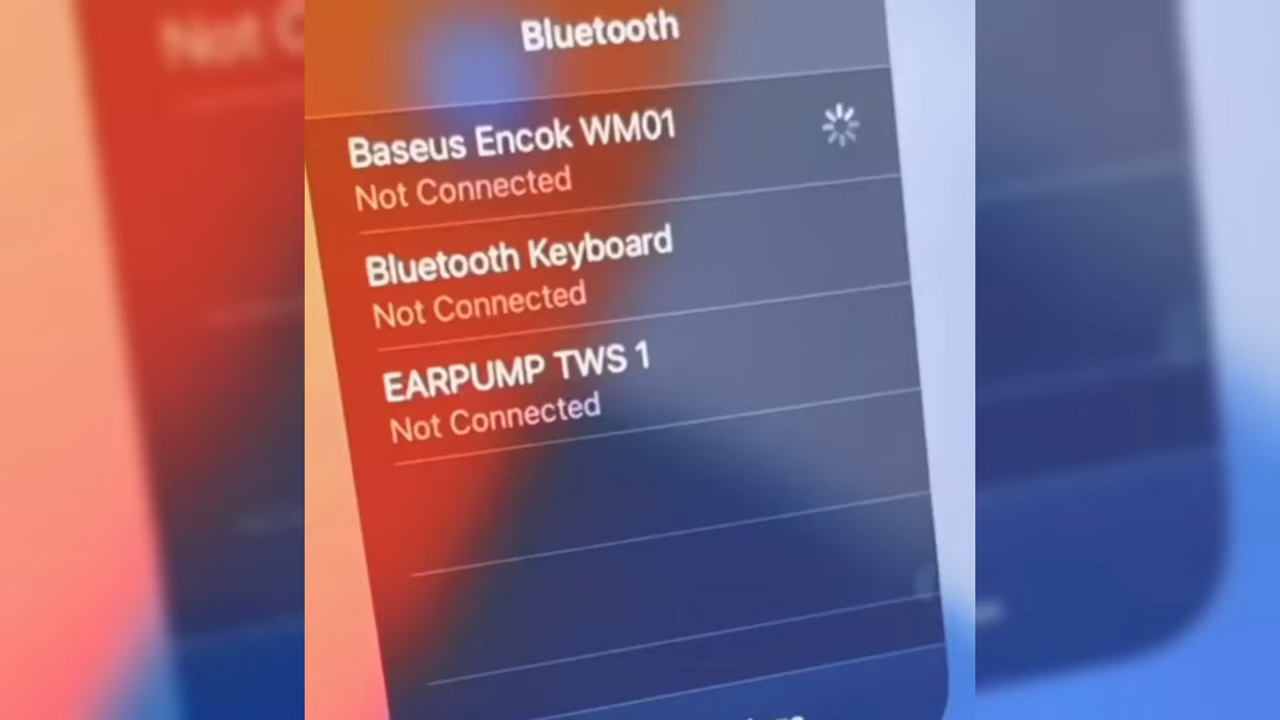 Bluetooth
Baseus Encok WM01
Not Connected
Bluetooth Keyboard
Not Connected
EARPUMP TWS 1
Not Connected